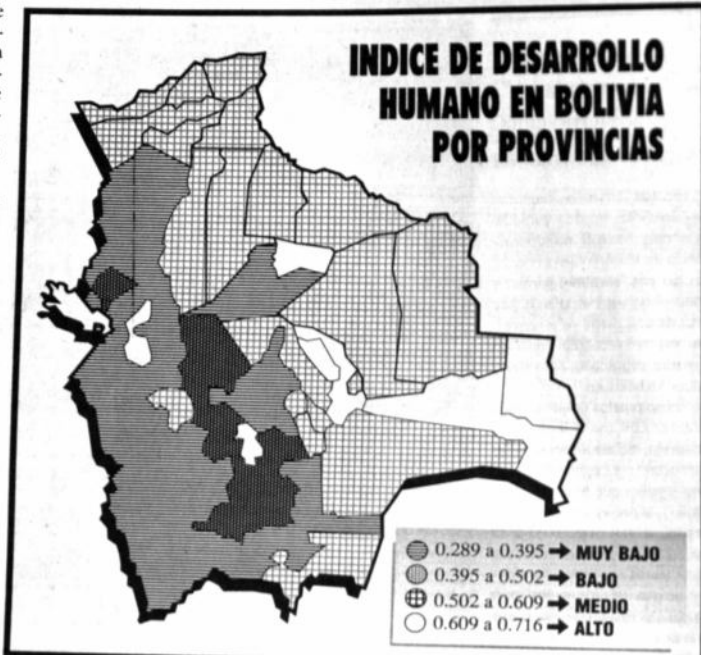 INDICE DE DESARROLLO
HUMANO EN BOLIVIA
POR PROVINCIAS
0.289 a 0.395 → MUY BAJO
0.395 a 0.502 → BAJO
0.502 a 0.609 → MEDIO
0.609 a 0.716 → ALTO